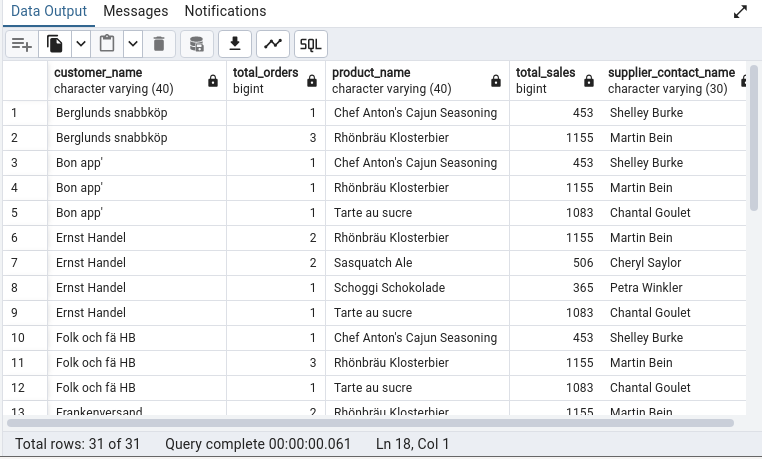 Data Output Messages Notifications
SQL
customer_name total_orders product_name total_sales supplier_contact_name
character varying (40) bigint character varying (40) bigint character varying (30)
1 Berglunds snabbköp 1 Chef Anton's Cajun Seasoning 453 Shelley Burke
2 Berglunds snabbköp 3 Rhönbräu Klosterbier 1155 Martin Bein
3 Bon app' 1 Chef Anton's Cajun Seasoning 453 Shelley Burke
4 Bon app' 1 Rhönbräu Klosterbier 1155 Martin Bein
5 Bon app' 1 Tarte au sucre 1083 Chantal Goulet
6 Ernst Handel 2 Rhönbräu Klosterbier 1155 Martin Bein
7 Ernst Handel 2 Sasquatch Ale 506 Cheryl Saylor
8 Ernst Handel 1 Schoggi Schokolade 365 Petra Winkler
9 Ernst Handel 1 Tarte au sucre 1083 Chantal Goulet
10 Folk och fä HB 1 Chef Anton's Cajun Seasoning 453 Shelley Burke
11 Folk och fä HB 3 Rhönbräu Klosterbier 1155 Martin Bein
12 Folk och fä HB 1 Tarte au sucre 1083 Chantal Goulet
13 Frankenversand 2 Rhönbräu Klosterbier 1155 Martin Bein
Total rows: 31 of 31 Query complete 00:00:00.061 Ln 18, Col 1